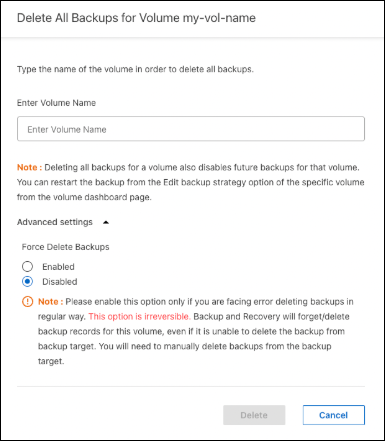 Delete All Backups for Volume my-vol-name
Type the name of the volume in order to delete all backups.
Enter Volume Name
Enter Volume Name
Note : Deleting all backups for a volume also disables future backups for that volume.
You can restart the backup from the Edit backup strategy option of the specific volume
from the volume dashboard page.
Advanced settings
Force Delete Backups
Enabled
Disabled
Note : Please enable this option only if you are facing error deleting backups in
regular way. This option is irreversible. Backup and Recovery will forget/delete
backup records for this volume, even if it is unable to delete the backup from
backup target. You will need to manually delete backups from the backup
target.
Delete
Cancel